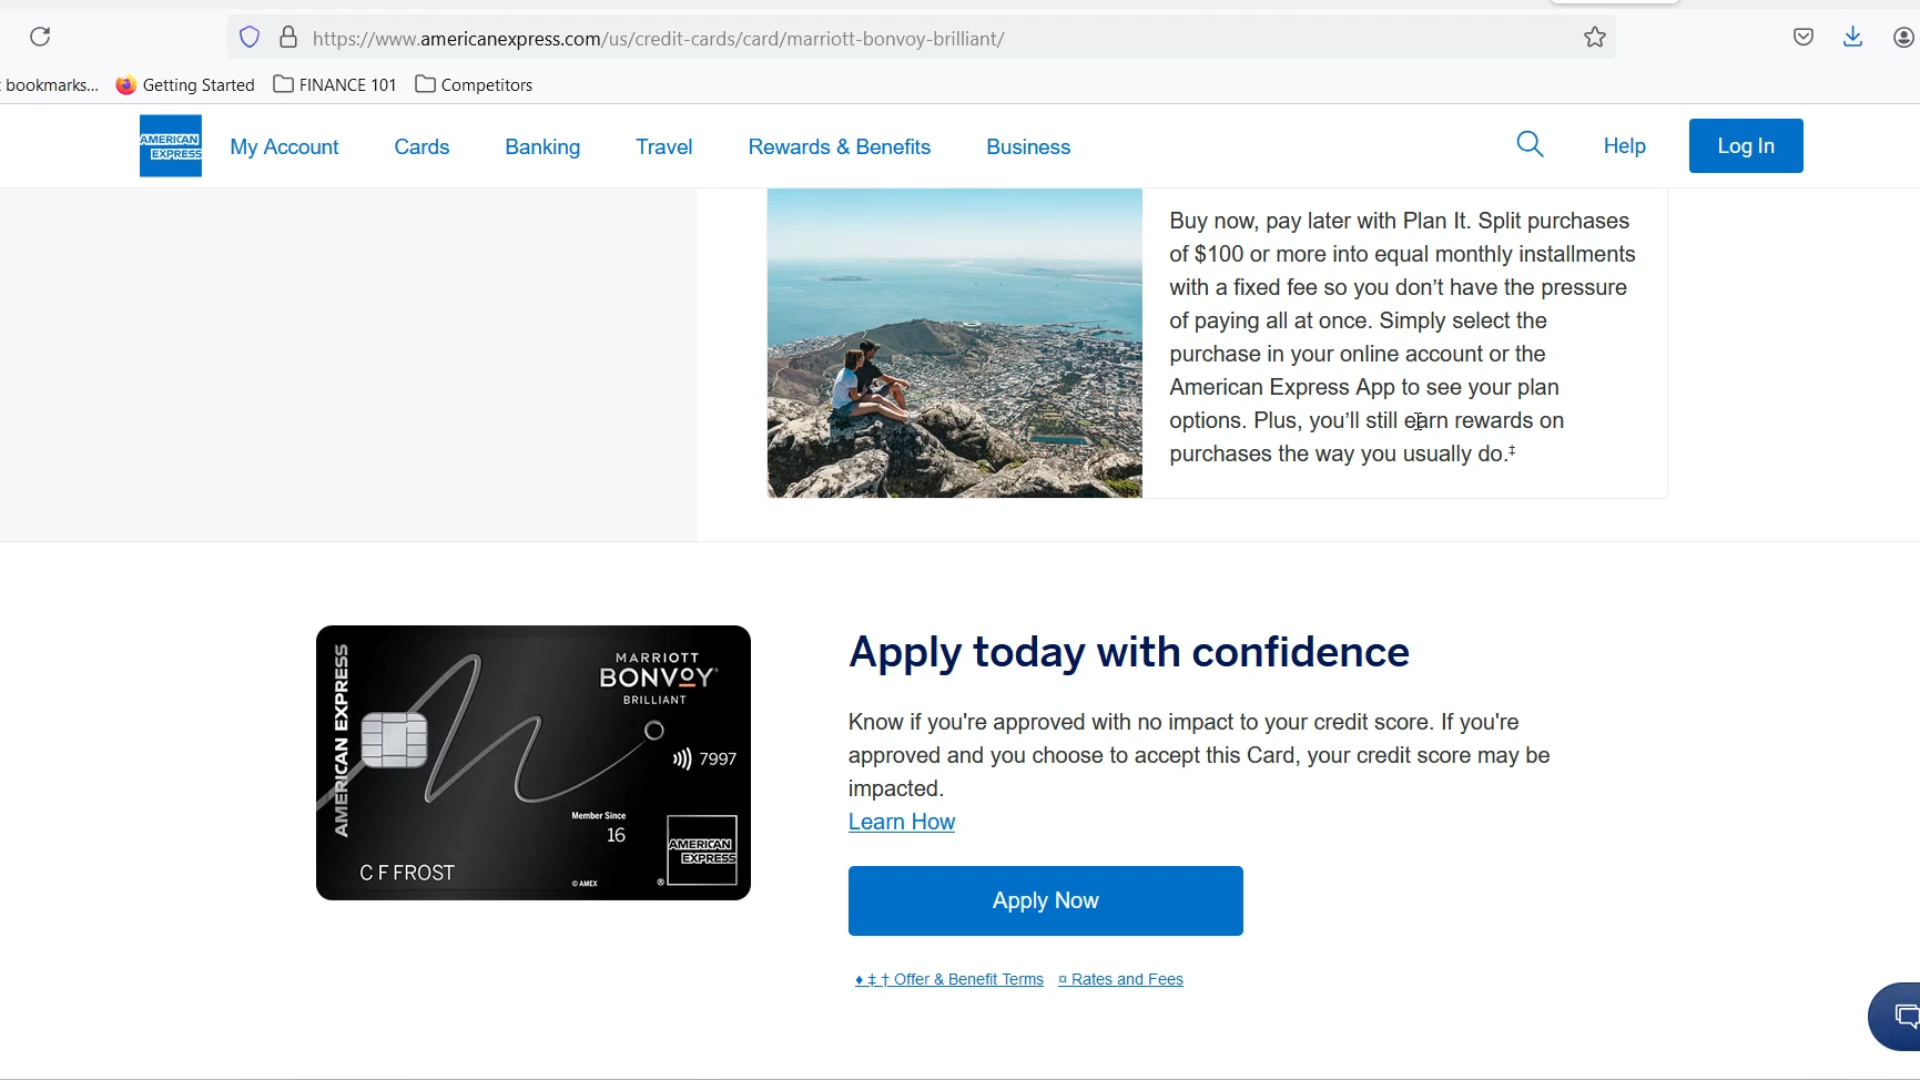 https://www.americanexpress.com/us/credit-cards/card/marriott-bonvoy-brilliant/
bookmarks... Getting Started FINANCE 101 Competitors
AMERICAN
EXPRESS
My Account Cards Banking Travel Rewards & Benefits Business Help Log In
Buy now, pay later with Plan It. Split purchases
of $100 or more into equal monthly installments
with a fixed fee so you don’t have the pressure
of paying all at once. Simply select the
purchase in your online account or the
American Express App to see your plan
options. Plus, you’ll still earn rewards on
purchases the way you usually do.‡
AMERICAN EXPRESS
MARRIOTT
BONVOY®
BRILLIANT
7997
Member Since
16
AMERICAN
EXPRESS
®
C F FROST
© AMEX
Apply today with confidence
Know if you're approved with no impact to your credit score. If you're
approved and you choose to accept this Card, your credit score may be
impacted.
Learn How
Apply Now
♦ ‡ † Offer & Benefit Terms ¤ Rates and Fees